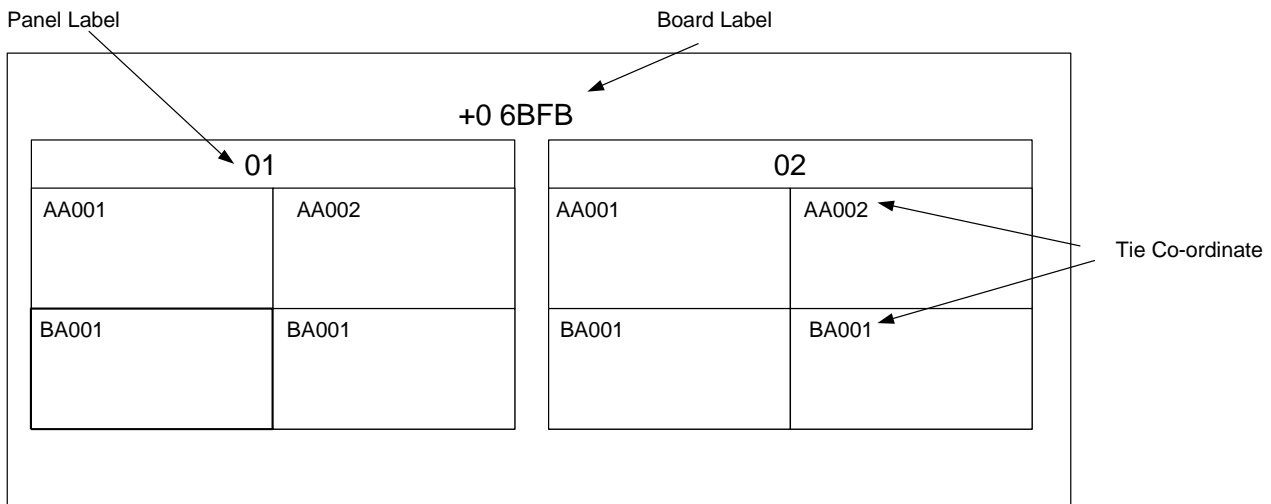 Panel Label
Board Label
+0 6BFB
01
02
AA001
AA002
AA001
AA002
Tie Co-ordinate
BA001
BA001
BA001
BA001